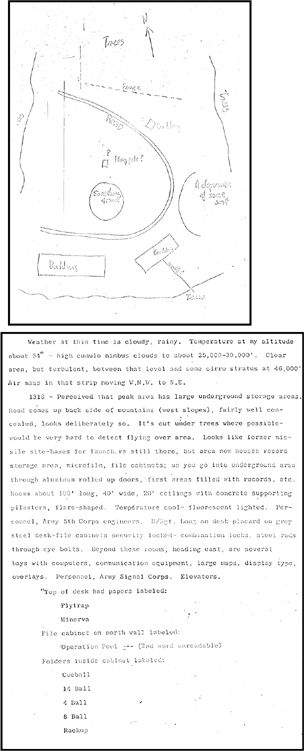 N
Trees
Trees
Fence
ROAD
Building
?
Flagpole?
Building
Building
Weather at this time is cloudy, rainy.  Temperature at my altitude
about 54° - high cumulo nimbus clouds to about 25,000-30,000'.  Clear
area, but turbulent, between that level and some cirro stratus at 46,000'
Air mass in that strip moving W.N.W. to S.E.
1318 - Perceived that peak area has large underground storage areas.
Road comes up back side of mountains (west slopes), fairly well con-
cealed, looks deliberately so.  It's cut under trees where possible-
would be very hard to detect flying over area.  Looks like former mis-
sile site-bases for launchers still there, but area now houses record
storage area, microfilm, file cabinets; as you go into underground area
through aluminum rolled up doors, first areas filled with records, etc.
Rooms about 100' long, 40' wide, 20' ceilings with concrete supporting
pilasters, flare-shaped.  Temperature cool- fluorescent lighted.  Per-
sonnel, Army 5th Corps engineers.  M/Sgt. Long on desk placard on grey
steel desk-file cabinets security locked- combination locks, steel rods
through eye bolts.  Beyond these rooms, heading east, are several
bays with computers, communication equipment, large maps, display type,
overlays.  Personnel, Army Signal Corps.  Elevators.
"Top of desk had papers labeled:
Flytrap
Minerva
File cabinet on north wall labeled:
Operation Pool -- (2nd word unreadable)
Folders inside cabinet labeled:
Cueball
14 Ball
4 Ball
8 Ball
Rackup